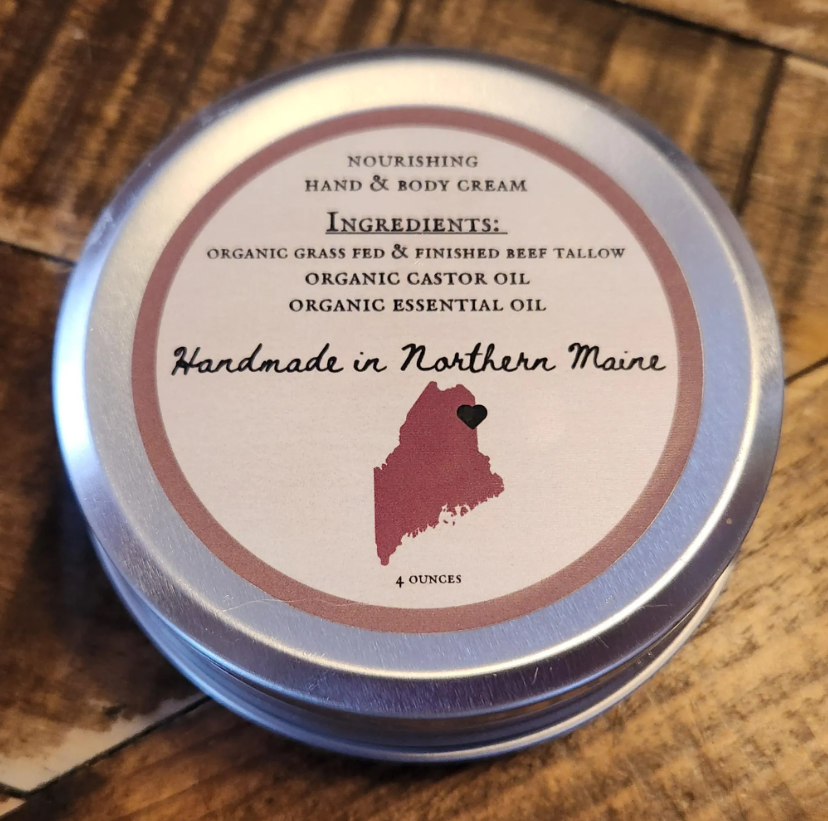 NOURISHING
HAND & BODY CREAM
INGREDIENTS:
ORGANIC GRASS FED & FINISHED BEEF TALLOW
ORGANIC CASTOR OIL
ORGANIC ESSENTIAL OIL
Handmade in Northern Maine
4 OUNCES